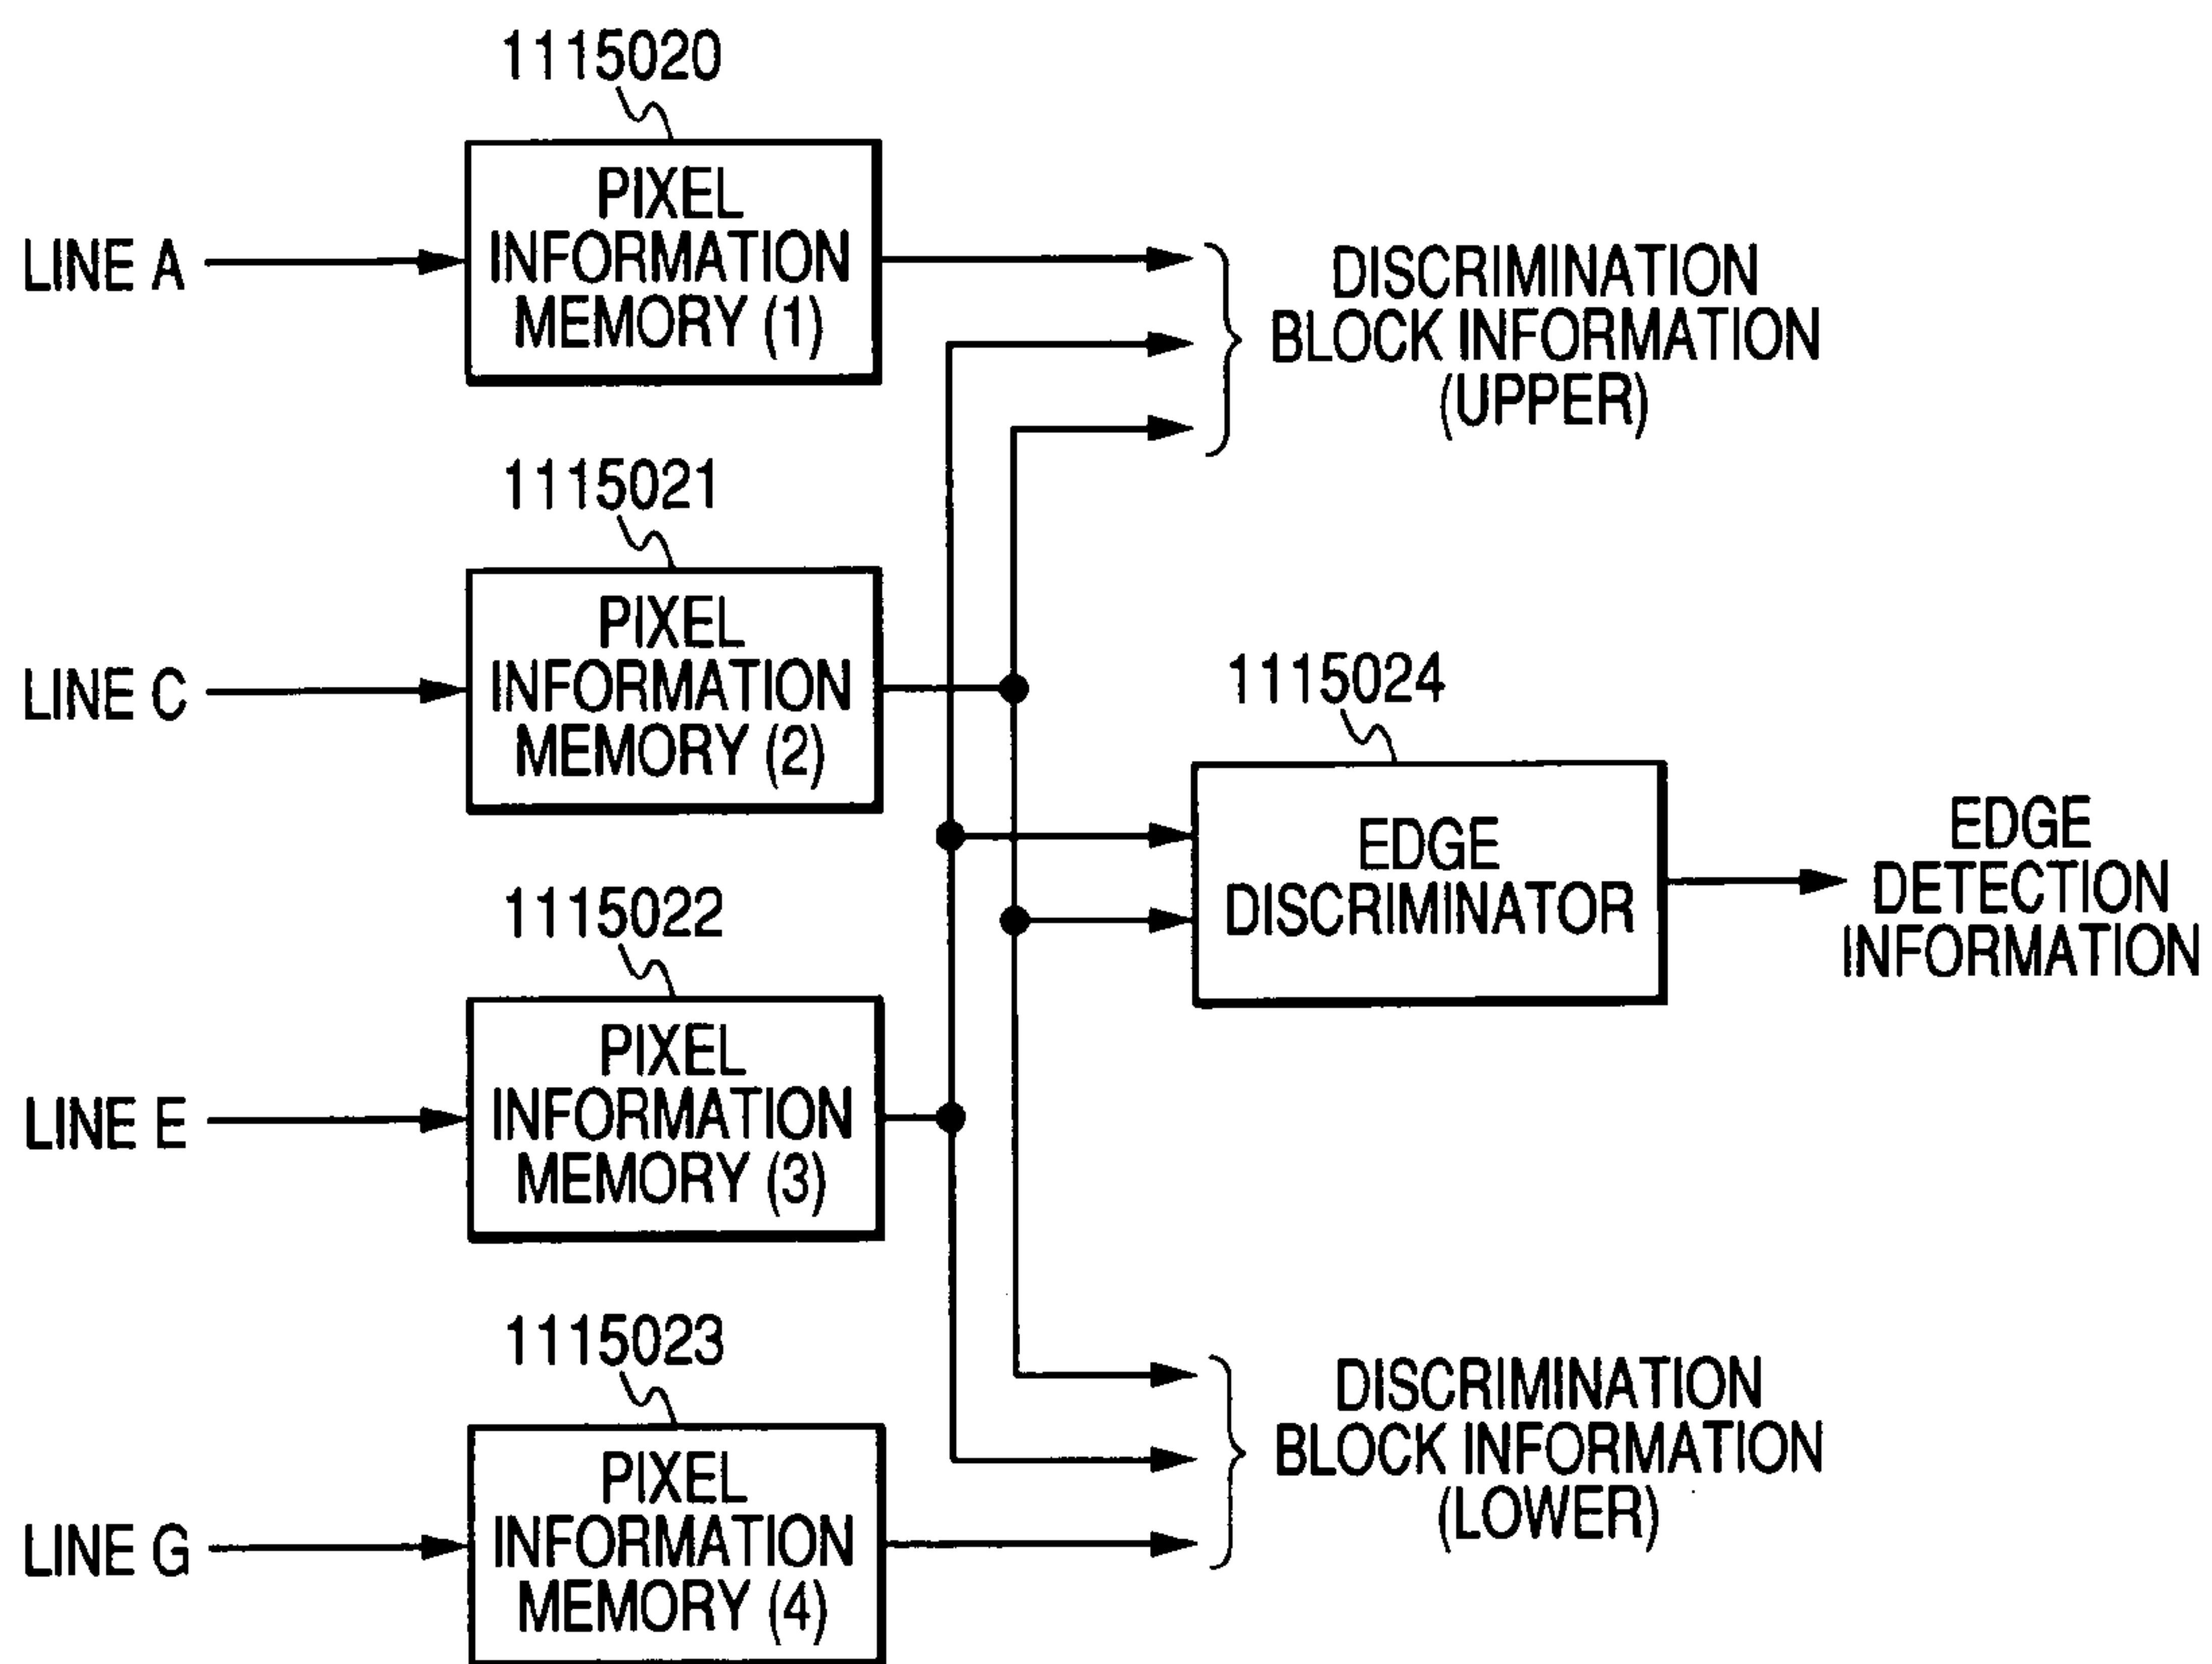 1115020
LINE A
PIXEL
INFORMATION
MEMORY (1)
DISCRIMINATION
BLOCK INFORMATION
(UPPER)
1115021
LINE C
PIXEL
INFORMATION
MEMORY (2)
1115024
EDGE
DISCRIMINATOR
EDGE
DETECTION
INFORMATION
1115022
LINE E
PIXEL
INFORMATION
MEMORY (3)
1115023
LINE G
PIXEL
INFORMATION
MEMORY (4)
DISCRIMINATION
BLOCK INFORMATION
(LOWER)